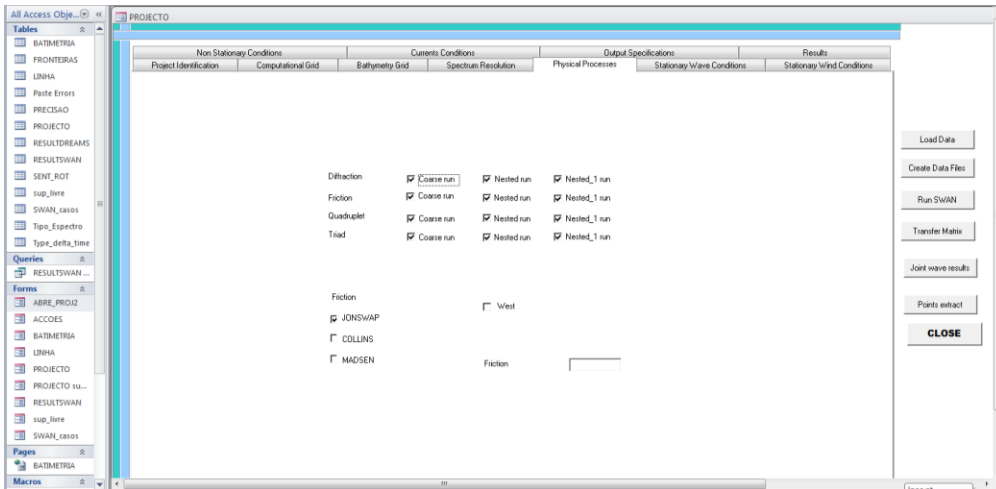 All Access Obje...
Tables
BATIMETRIA
FRONTEIRAS
LINHA
Paste Errors
PRECISAO
PROJECTO
RESULTDREAMS
RESULTSWAN
SENT_ROT
sup_livre
SWAN_casos
Tipo_Espectro
Type_delta_time
Queries
RESULTSWAN ...
Forms
ABRE_PROJ2
ACCOES
BATIMETRIA
LINHA
PROJECTO
PROJECTO su...
RESULTSWAN
sup_livre
SWAN_casos
Pages
BATIMETRIA
Macros
PROJECTO
Non Stationary Conditions Currents Conditions Output Specifications Results
Project Identification Computational Grid Bathymetry Grid Spectrum Resolution Physical Processes Stationary Wave Conditions Stationary Wind Conditions
Diffraction Coarse run Nested run Nested_1 run
Friction Coarse run Nested run Nested_1 run
Quadruplet Coarse run Nested run Nested_1 run
Triad Coarse run Nested run Nested_1 run
Friction
West
JONSWAP
COLLINS
MADSEN
Friction
Load Data
Create Data Files
Run SWAN
Transfer Matrix
Joint wave results
Points extract
CLOSE